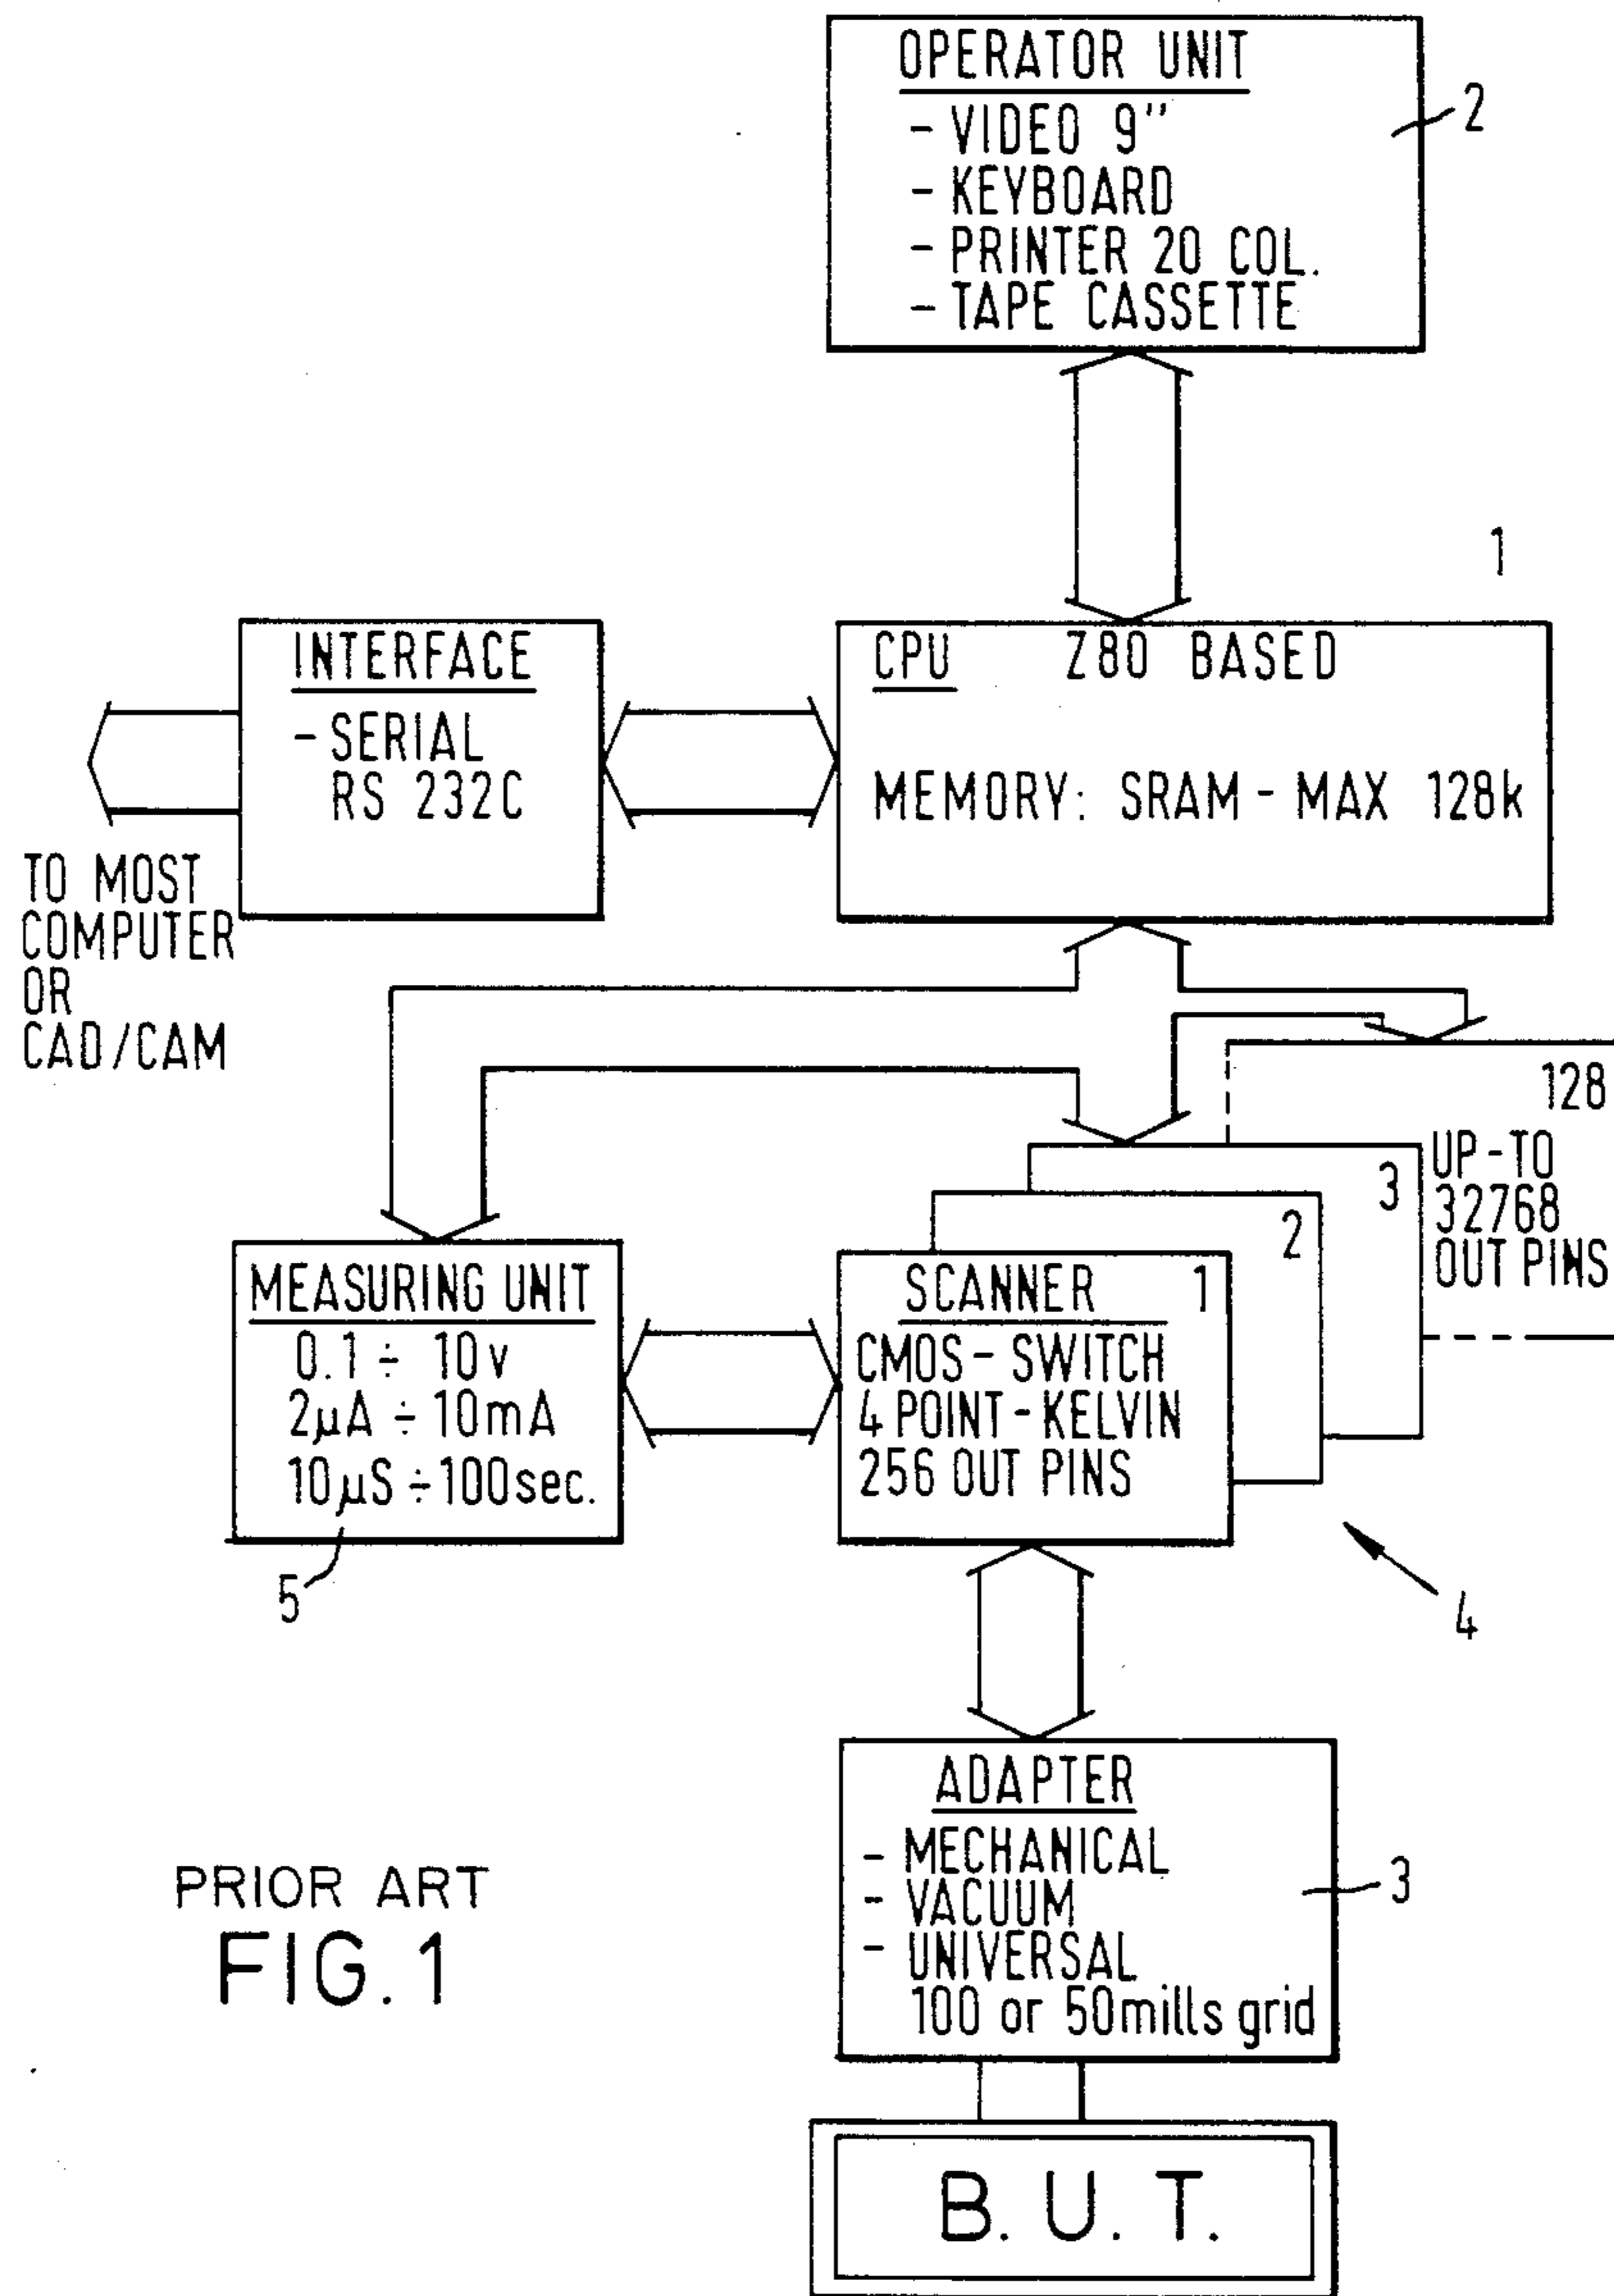 OPERATOR UNIT
- VIDEO 9"
- KEYBOARD
- PRINTER 20 COL.
- TAPE CASSETTE
2
1
INTERFACE
- SERIAL
RS 232C
CPU Z80 BASED
MEMORY: SRAM - MAX 128k
TO MOST
COMPUTER
OR
CAD/CAM
128
UP-TO
32768
OUT PINS
3
2
MEASURING UNIT
0.1 ÷ 10v
2µA ÷ 10mA
10µS ÷ 100sec.
5
SCANNER 1
CMOS - SWITCH
4 POINT - KELVIN
256 OUT PINS
4
ADAPTER
- MECHANICAL
- VACUUM
- UNIVERSAL
100 or 50mills grid
3
PRIOR ART
FIG. 1
B. U. T.